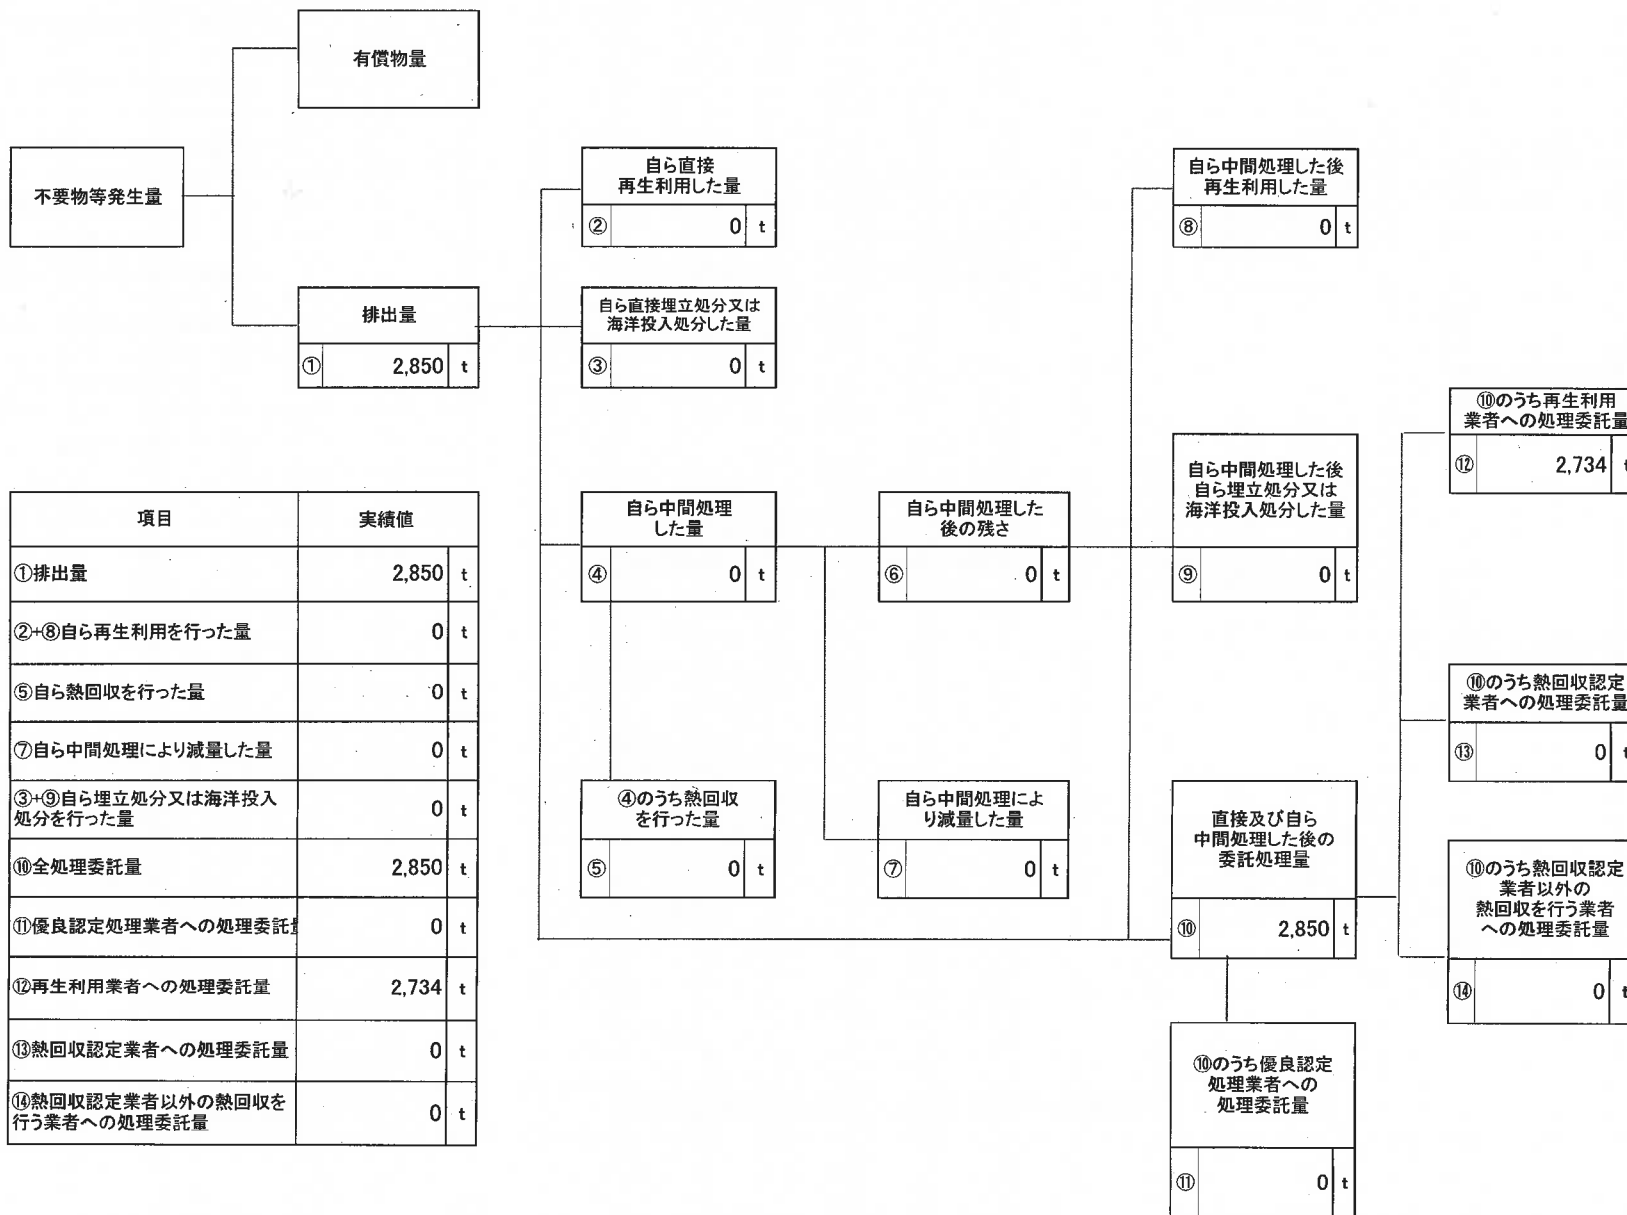 有償物量
不要物等発生量
排出量
① 2,850 t
自ら直接
再生利用した量
② 0 t
自ら直接埋立処分又は
海洋投入処分した量
③ 0 t
自ら中間処理
した量
④ 0 t
④のうち熱回収
を行った量
⑤ 0 t
自ら中間処理した
後の残さ
⑥ 0 t
自ら中間処理によ
り減量した量
⑦ 0 t
自ら中間処理した後
再生利用した量
⑧ 0 t
自ら中間処理した後
自ら埋立処分又は
海洋投入処分した量
⑨ 0 t
直接及び自ら
中間処理した後の
委託処理量
⑩ 2,850 t
⑩のうち優良認定
処理業者への
処理委託量
⑪ 0 t
⑩のうち再生利用
業者への処理委託量
⑫ 2,734 t
⑩のうち熱回収認定
業者への処理委託量
⑬ 0 t
⑩のうち熱回収認定
業者以外の
熱回収を行う業者
への処理委託量
⑭ 0 t
項目 実績値
①排出量 2,850 t
②+⑧自ら再生利用を行った量 0 t
⑤自ら熱回収を行った量 0 t
⑦自ら中間処理により減量した量 0 t
③+⑨自ら埋立処分又は海洋投入
処分を行った量 0 t
⑩全処理委託量 2,850 t
⑪優良認定処理業者への処理委託量 0 t
⑫再生利用業者への処理委託量 2,734 t
⑬熱回収認定業者への処理委託量 0 t
⑭熱回収認定業者以外の熱回収を
行う業者への処理委託量 0 t